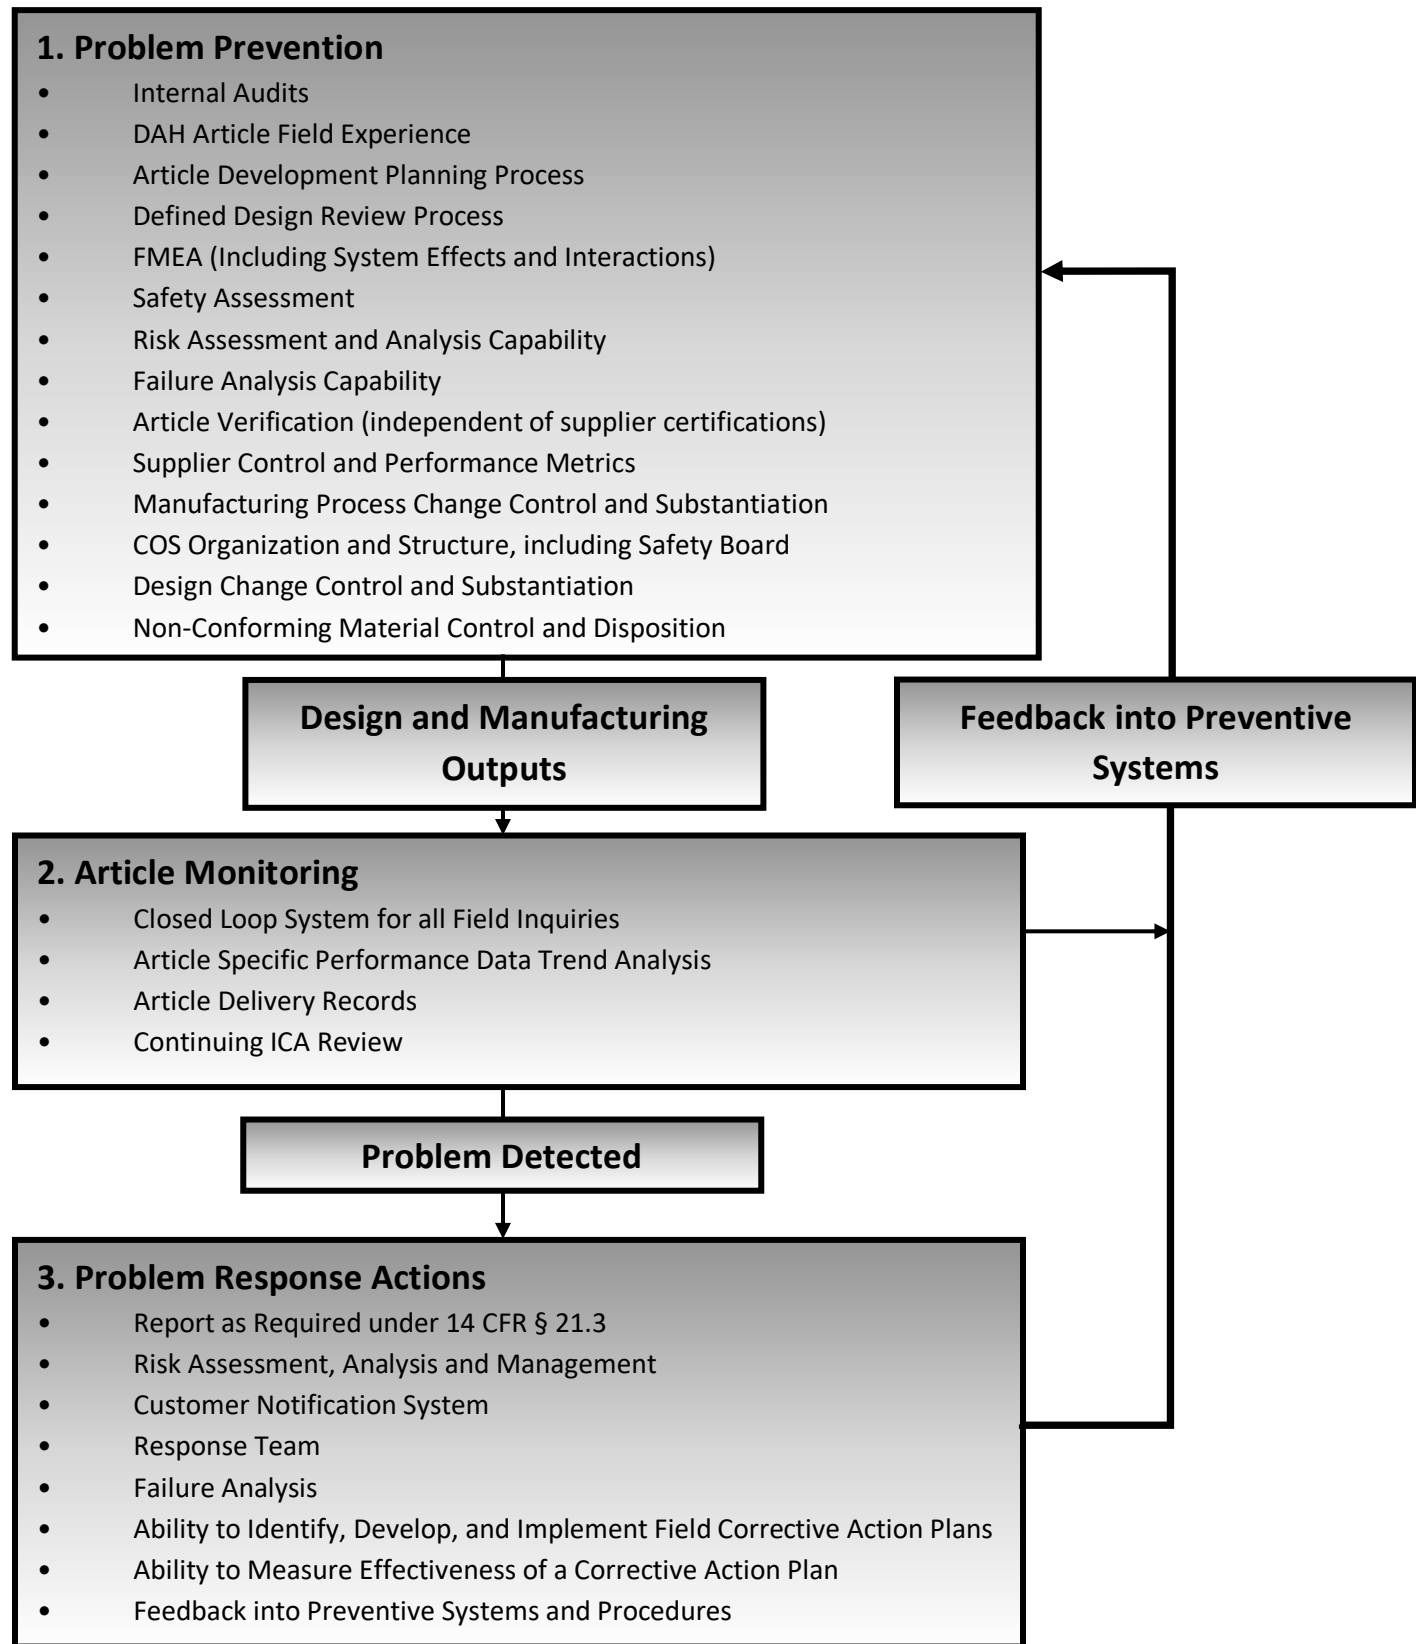 1. Problem Prevention
• Internal Audits
• DAH Article Field Experience
• Article Development Planning Process
• Defined Design Review Process
• FMEA (Including System Effects and Interactions)
• Safety Assessment
• Risk Assessment and Analysis Capability
• Failure Analysis Capability
• Article Verification (independent of supplier certifications)
• Supplier Control and Performance Metrics
• Manufacturing Process Change Control and Substantiation
• COS Organization and Structure, including Safety Board
• Design Change Control and Substantiation
• Non-Conforming Material Control and Disposition
Design and Manufacturing
Outputs
Feedback into Preventive
Systems
2. Article Monitoring
• Closed Loop System for all Field Inquiries
• Article Specific Performance Data Trend Analysis
• Article Delivery Records
• Continuing ICA Review
Problem Detected
3. Problem Response Actions
• Report as Required under 14 CFR § 21.3
• Risk Assessment, Analysis and Management
• Customer Notification System
• Response Team
• Failure Analysis
• Ability to Identify, Develop, and Implement Field Corrective Action Plans
• Ability to Measure Effectiveness of a Corrective Action Plan
• Feedback into Preventive Systems and Procedures